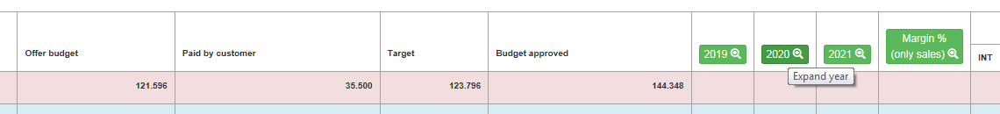 Offer budget
Paid by customer
Target
Budget approved
2019
2020
2021
Margin %
(only sales)
INT
Expand year
121.596
35.500
123.796
144.348